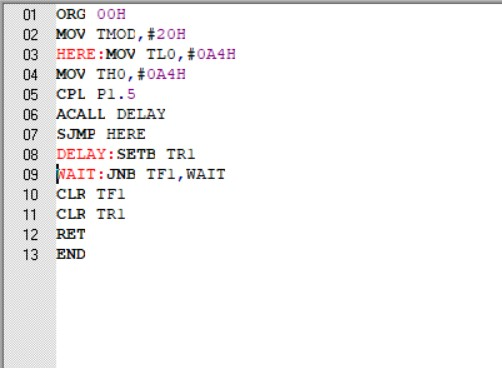 01 ORG 00H
02 MOV TMOD,#20H
03 HERE:MOV TL0,#0A4H
04 MOV TH0,#0A4H
05 CPL P1.5
06 ACALL DELAY
07 SJMP HERE
08 DELAY:SETB TR1
09 WAIT:JNB TF1,WAIT
10 CLR TF1
11 CLR TR1
12 RET
13 END